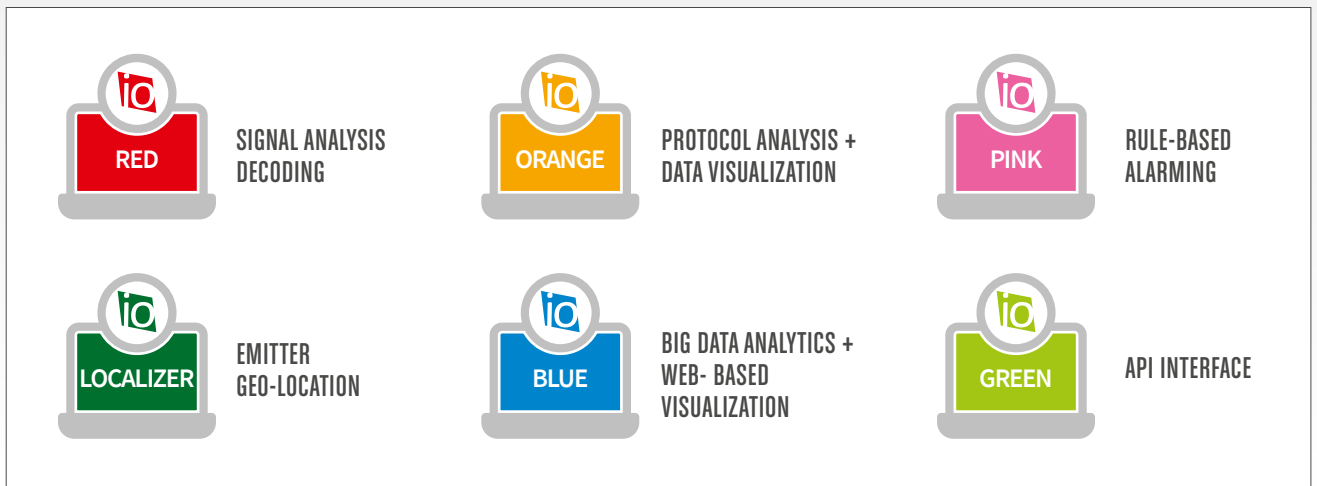 io
RED
SIGNAL ANALYSIS
DECODING
io
ORANGE
PROTOCOL ANALYSIS +
DATA VISUALIZATION
io
PINK
RULE-BASED
ALARMING
io
LOCALIZER
EMITTER
GEO-LOCATION
io
BLUE
BIG DATA ANALYTICS +
WEB- BASED
VISUALIZATION
io
GREEN
API INTERFACE